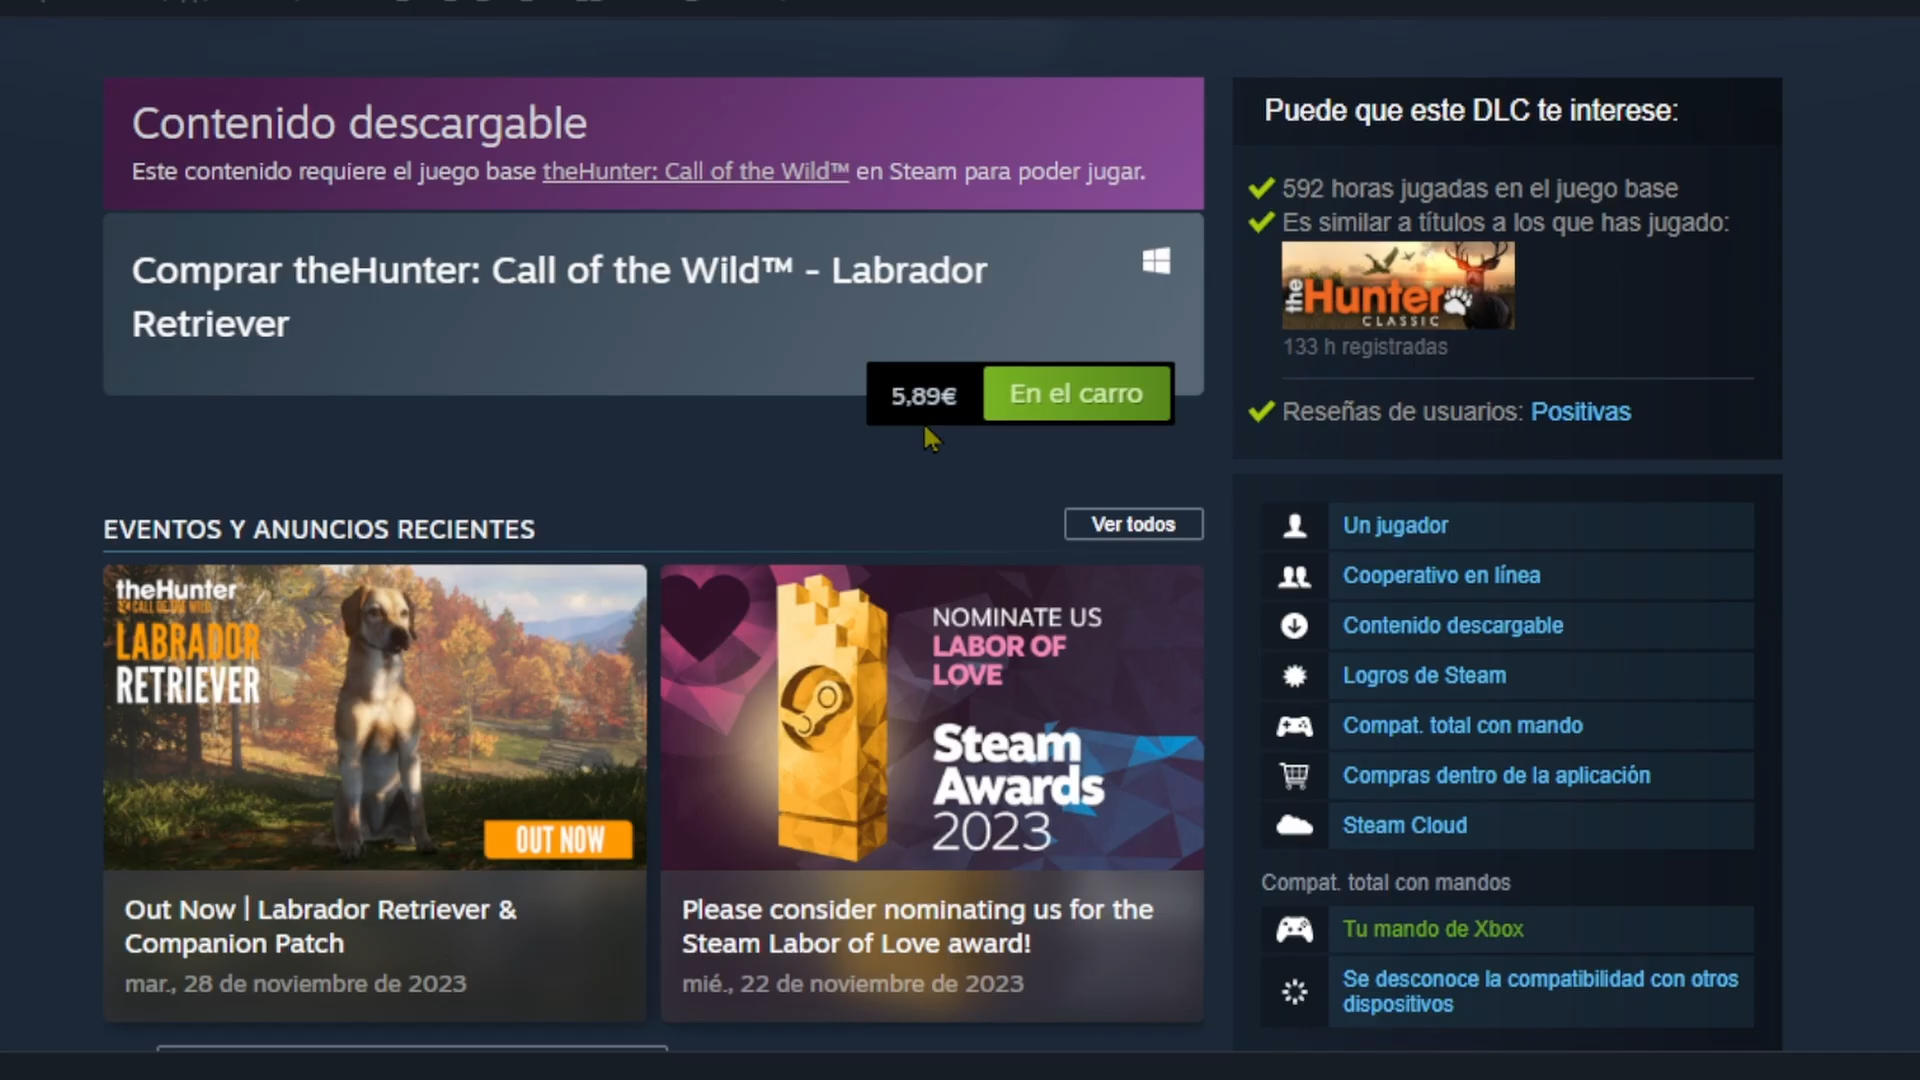 Contenido descargable
Este contenido requiere el juego base theHunter: Call of the Wild™ en Steam para poder jugar.
Comprar theHunter: Call of the Wild™ - Labrador
Retriever
5,89€
En el carro
EVENTOS Y ANUNCIOS RECIENTES
Ver todos
theHunter
CALL OF THE WILD
LABRADOR
RETRIEVER
OUT NOW
Out Now | Labrador Retriever &
Companion Patch
mar., 28 de noviembre de 2023
NOMINATE US
LABOR OF
LOVE
Steam
Awards
2023
Please consider nominating us for the
Steam Labor of Love award!
mié., 22 de noviembre de 2023
Puede que este DLC te interese:
592 horas jugadas en el juego base
Es similar a títulos a los que has jugado:
the Hunter
CLASSIC
133 h registradas
Reseñas de usuarios: Positivas
Un jugador
Cooperativo en línea
Contenido descargable
Logros de Steam
Compat. total con mando
Compras dentro de la aplicación
Steam Cloud
Compat. total con mandos
Tu mando de Xbox
Se desconoce la compatibilidad con otros
dispositivos